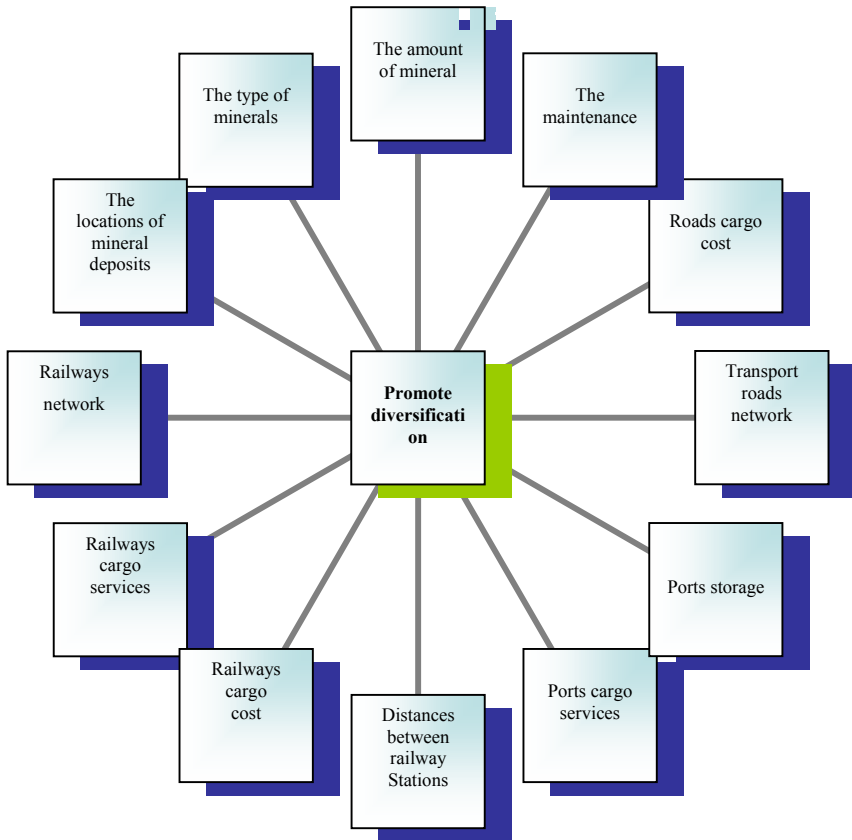 The amount
of mineral
The
maintenance
Roads cargo
cost
Transport
roads
network
Ports storage
Ports cargo
services
Distances
between
railway
Stations
Railways
cargo
cost
Railways
cargo
services
Railways
network
The
locations of
mineral
deposits
The type of
minerals
Promote
diversificati
on